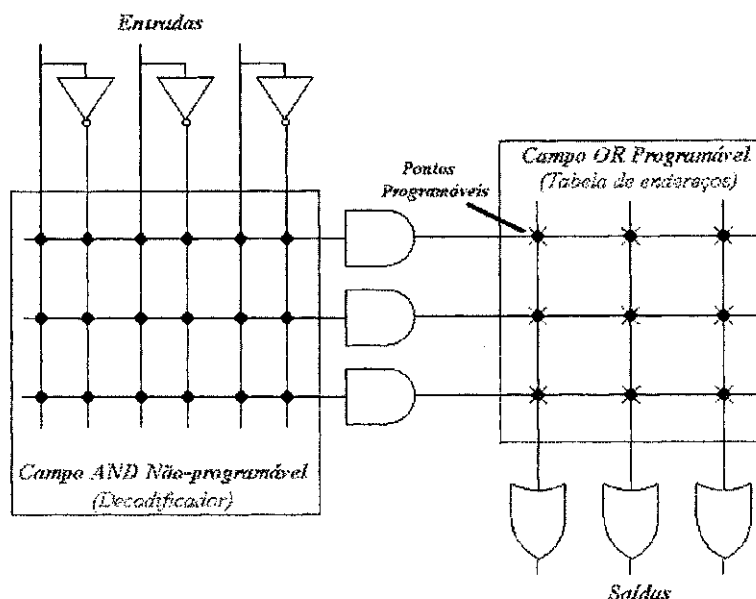 Entradas
Campo OR Programável
(Tabela de endereços)
Pontos
Programáveis
Campo AND Não-programável
(Decodificador)
Saídas